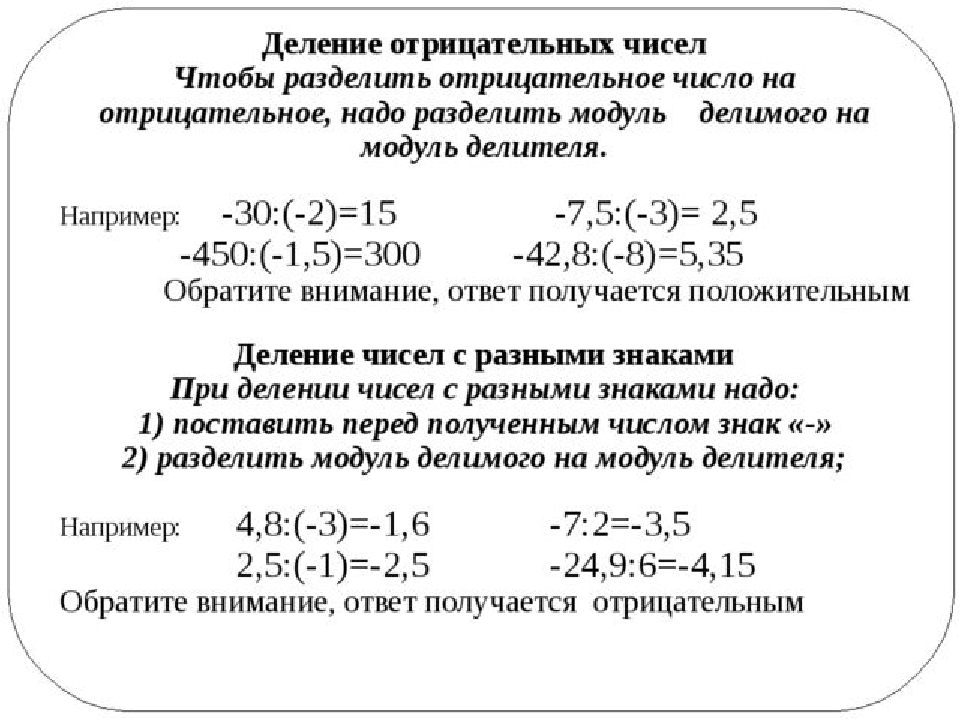 Деление отрицательных чисел
Чтобы разделить отрицательное число на
отрицательное, надо разделить модуль делимого на
модуль делителя.
Например: -30:(-2)=15 -7,5:(-3)= 2,5
-450:(-1,5)=300 -42,8:(-8)=5,35
Обратите внимание, ответ получается положительным
Деление чисел с разными знаками
При делении чисел с разными знаками надо:
1) поставить перед полученным числом знак «-»
2) разделить модуль делимого на модуль делителя;
Например: 4,8:(-3)=-1,6 -7:2=-3,5
2,5:(-1)=-2,5 -24,9:6=-4,15
Обратите внимание, ответ получается отрицательным